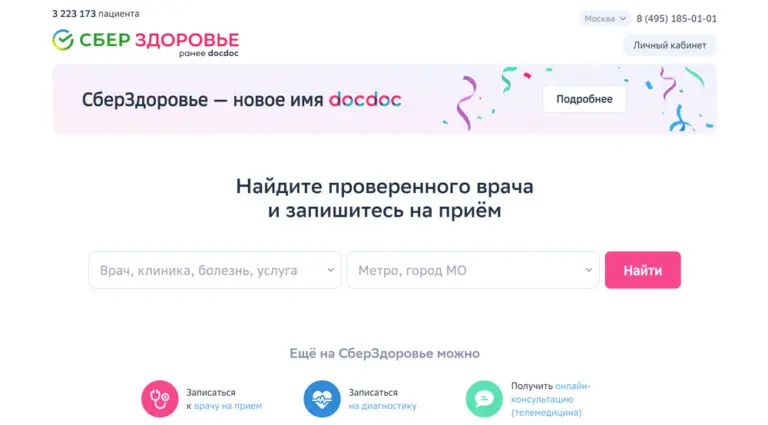 3 223 173 пациента
Москва
8 (495) 185-01-01
СБЕР ЗДОРОВЬЕ
ранее docdoc
Личный кабинет
СберЗдоровье — новое имя docdoc
Подробнее
Найдите проверенного врача
и запишитесь на приём
Врач, клиника, болезнь, услуга
Метро, город МО
Найти
Ещё на СберЗдоровье можно
Записаться
к врачу на прием
Записаться
на диагностику
Получить онлайн-
консультацию
(телемедицина)